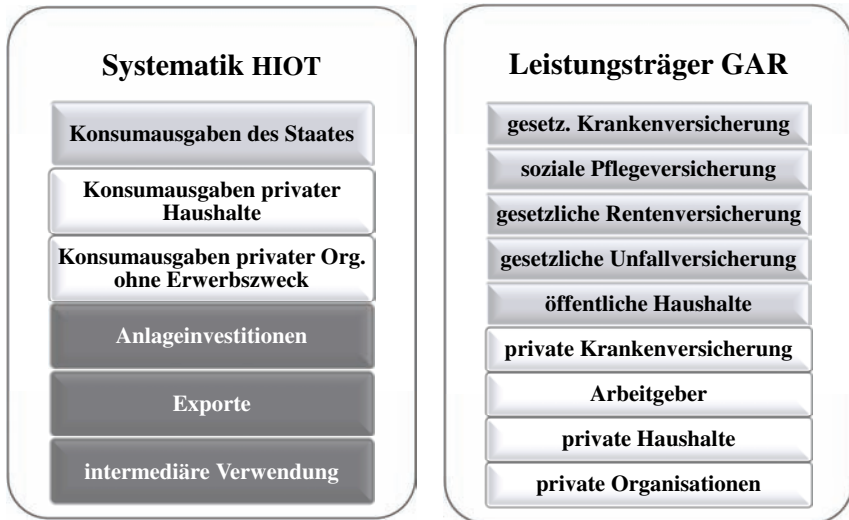 Systematik HIOT
Konsumausgaben des Staates
Konsumausgaben privater
Haushalte
Konsumausgaben privater Org.
ohne Erwerbszweck
Anlageinvestitionen
Exporte
intermediäre Verwendung
Leistungsträger GAR
gesetz. Krankenversicherung
soziale Pflegeversicherung
gesetzliche Rentenversicherung
gesetzliche Unfallversicherung
öffentliche Haushalte
private Krankenversicherung
Arbeitgeber
private Haushalte
private Organisationen